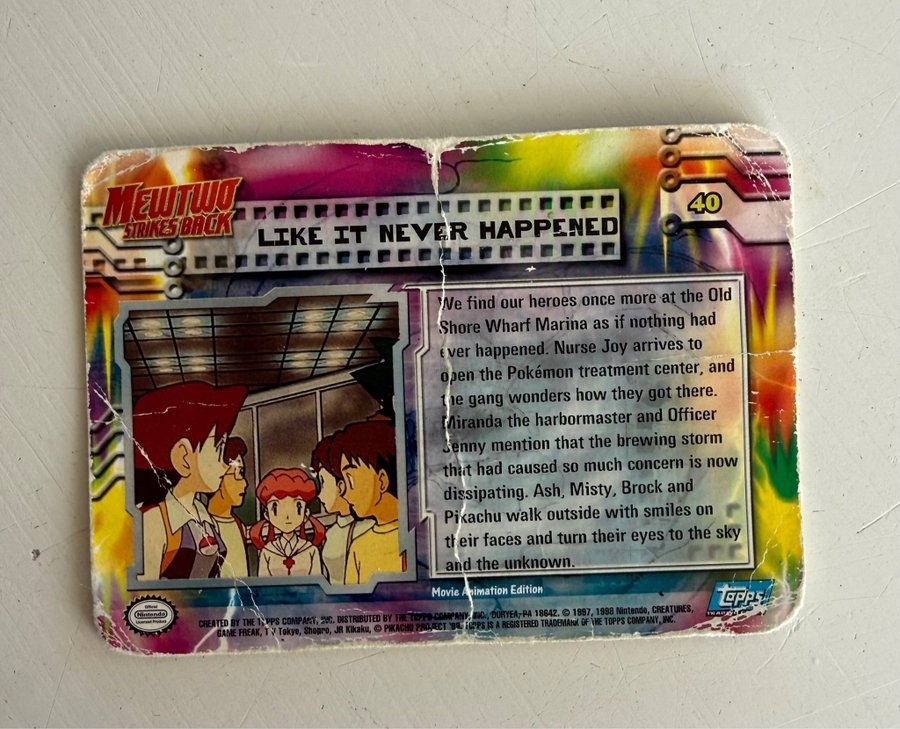 MEWTWO
STRIKES BACK
40
LIKE IT NEVER HAPPENED
We find our heroes once more at the Old
Shore Wharf Marina as if nothing had
ever happened. Nurse Joy arrives to
open the Pokémon treatment center, and
the gang wonders how they got there.
Miranda the harbormaster and Officer
Jenny mention that the brewing storm
that had caused so much concern is now
dissipating. Ash, Misty, Brock and
Pikachu walk outside with smiles on
their faces and turn their eyes to the sky
and the unknown.
Movie Animation Edition
Official
Nintendo
Licensed Product
Topps
CREATED BY THE TOPPS COMPANY, INC. DISTRIBUTED BY THE TOPPS COMPANY, INC., DURYEA, PA 18642. © 1997, 1998 Nintendo, CREATURES,
GAME FREAK, TV Tokyo, Shopro, JR Kikaku, © PIKACHU PROJECT '98. TOPPS IS A REGISTERED TRADEMARK OF THE TOPPS COMPANY, INC.